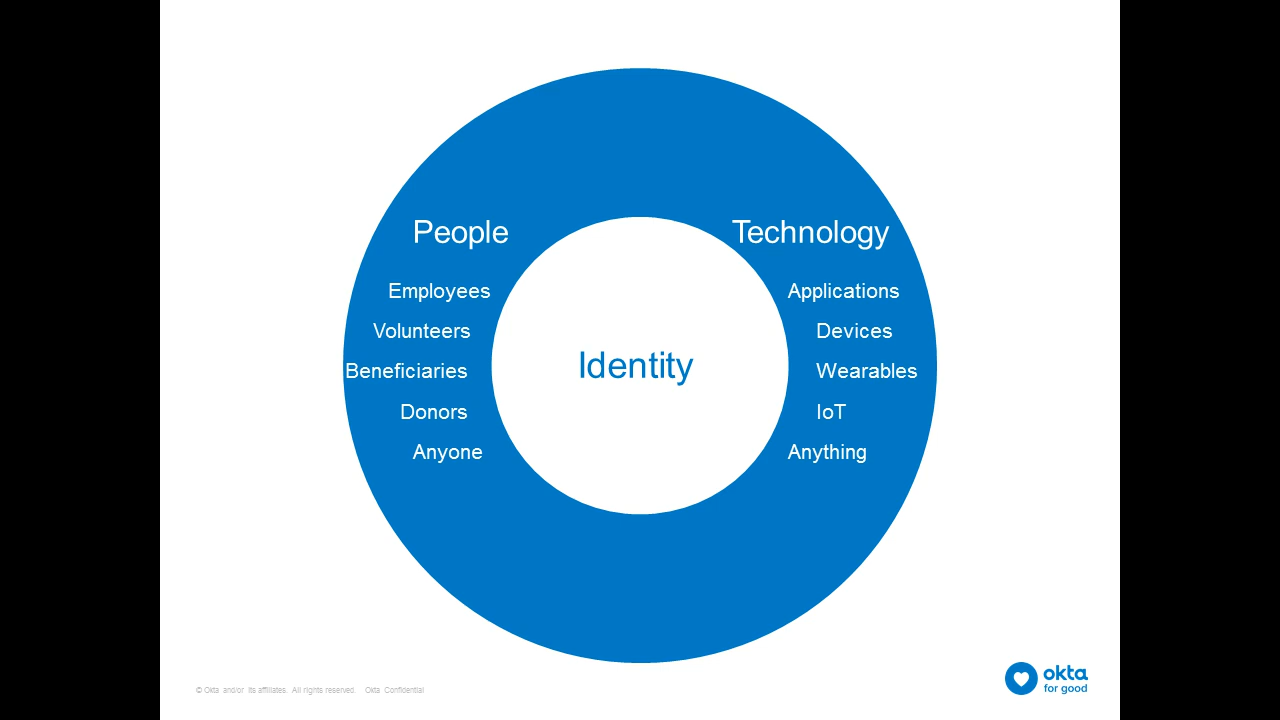 People
Technology
Employees
Volunteers
Beneficiaries
Donors
Anyone
Identity
Applications
Devices
Wearables
IoT
Anything
© Okta and/or its affiliates. All rights reserved. Okta Confidential
okta
for good